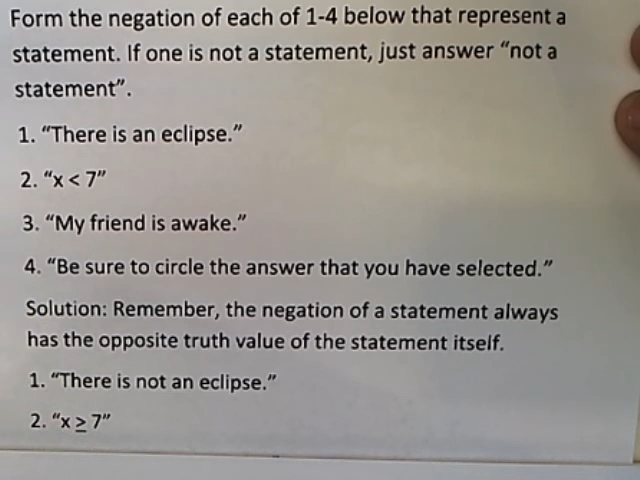 Form the negation of each of 1-4 below that represent a
statement. If one is not a statement, just answer “not a
statement”.
1. “There is an eclipse.”
2. “x < 7”
3. “My friend is awake.”
4. “Be sure to circle the answer that you have selected.”
Solution: Remember, the negation of a statement always
has the opposite truth value of the statement itself.
1. “There is not an eclipse.”
2. “x ≥ 7”